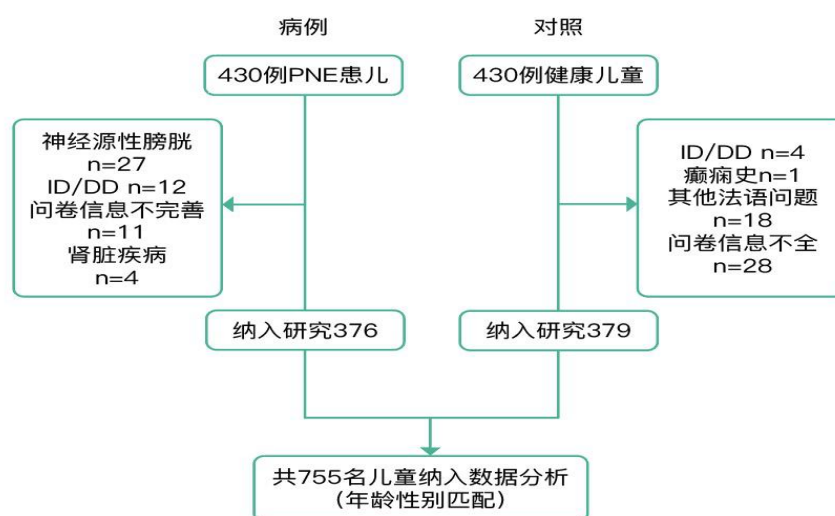 病例
对照
430例PNE患儿
430例健康儿童
神经源性膀胱
n=27
ID/DD n=12
问卷信息不完善
n=11
肾脏疾病
n=4
ID/DD n=4
癫痫史n=1
其他法语问题
n=18
问卷信息不全
n=28
纳入研究376
纳入研究379
共755名儿童纳入数据分析
（年龄性别匹配）